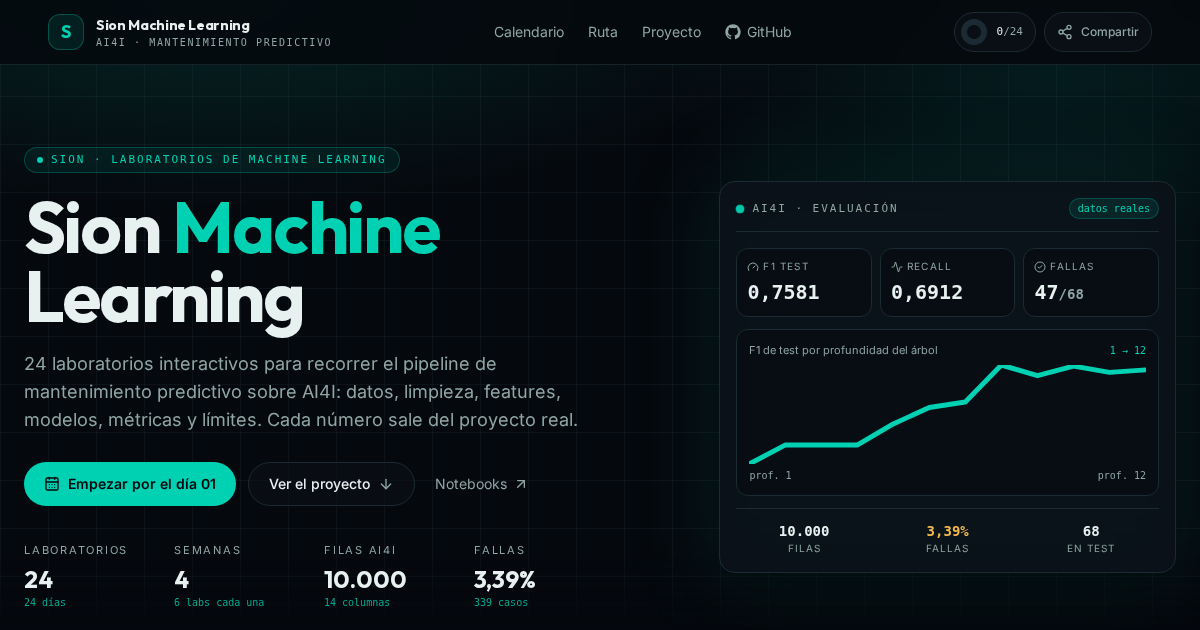 S
Sion Machine Learning
AI4I · MANTENIMIENTO PREDICTIVO
Calendario
Ruta
Proyecto
GitHub
0/24
Compartir
SION · LABORATORIOS DE MACHINE LEARNING
Sion Machine
Learning
24 laboratorios interactivos para recorrer el pipeline de
mantenimiento predictivo sobre AI4I: datos, limpieza, features,
modelos, métricas y límites. Cada número sale del proyecto real.
Empezar por el día 01
Ver el proyecto ↓
Notebooks ↗
LABORATORIOS
24
24 días
SEMANAS
4
6 labs cada una
FILAS AI4I
10.000
14 columnas
FALLAS
3,39%
339 casos
AI4I · EVALUACIÓN
datos reales
F1 TEST
0,7581
RECALL
0,6912
FALLAS
47/68
F1 de test por profundidad del árbol
1 → 12
prof. 1
prof. 12
10.000
FILAS
3,39%
FALLAS
68
EN TEST